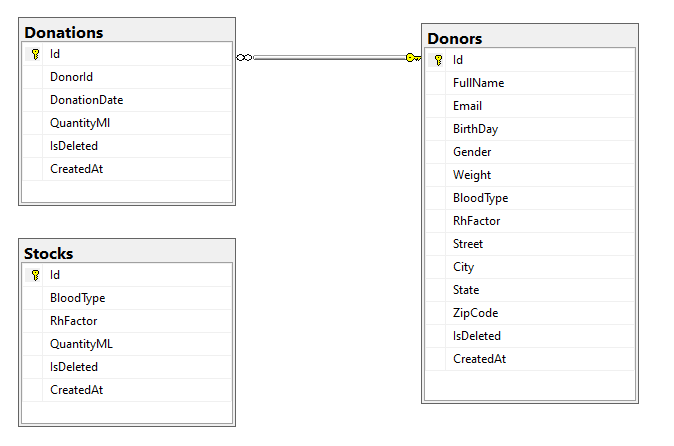 Donations
Id
DonorId
DonationDate
QuantityMl
IsDeleted
CreatedAt
Donors
Id
FullName
Email
BirthDay
Gender
Weight
BloodType
RhFactor
Street
City
State
ZipCode
IsDeleted
CreatedAt
Stocks
Id
BloodType
RhFactor
QuantityML
IsDeleted
CreatedAt